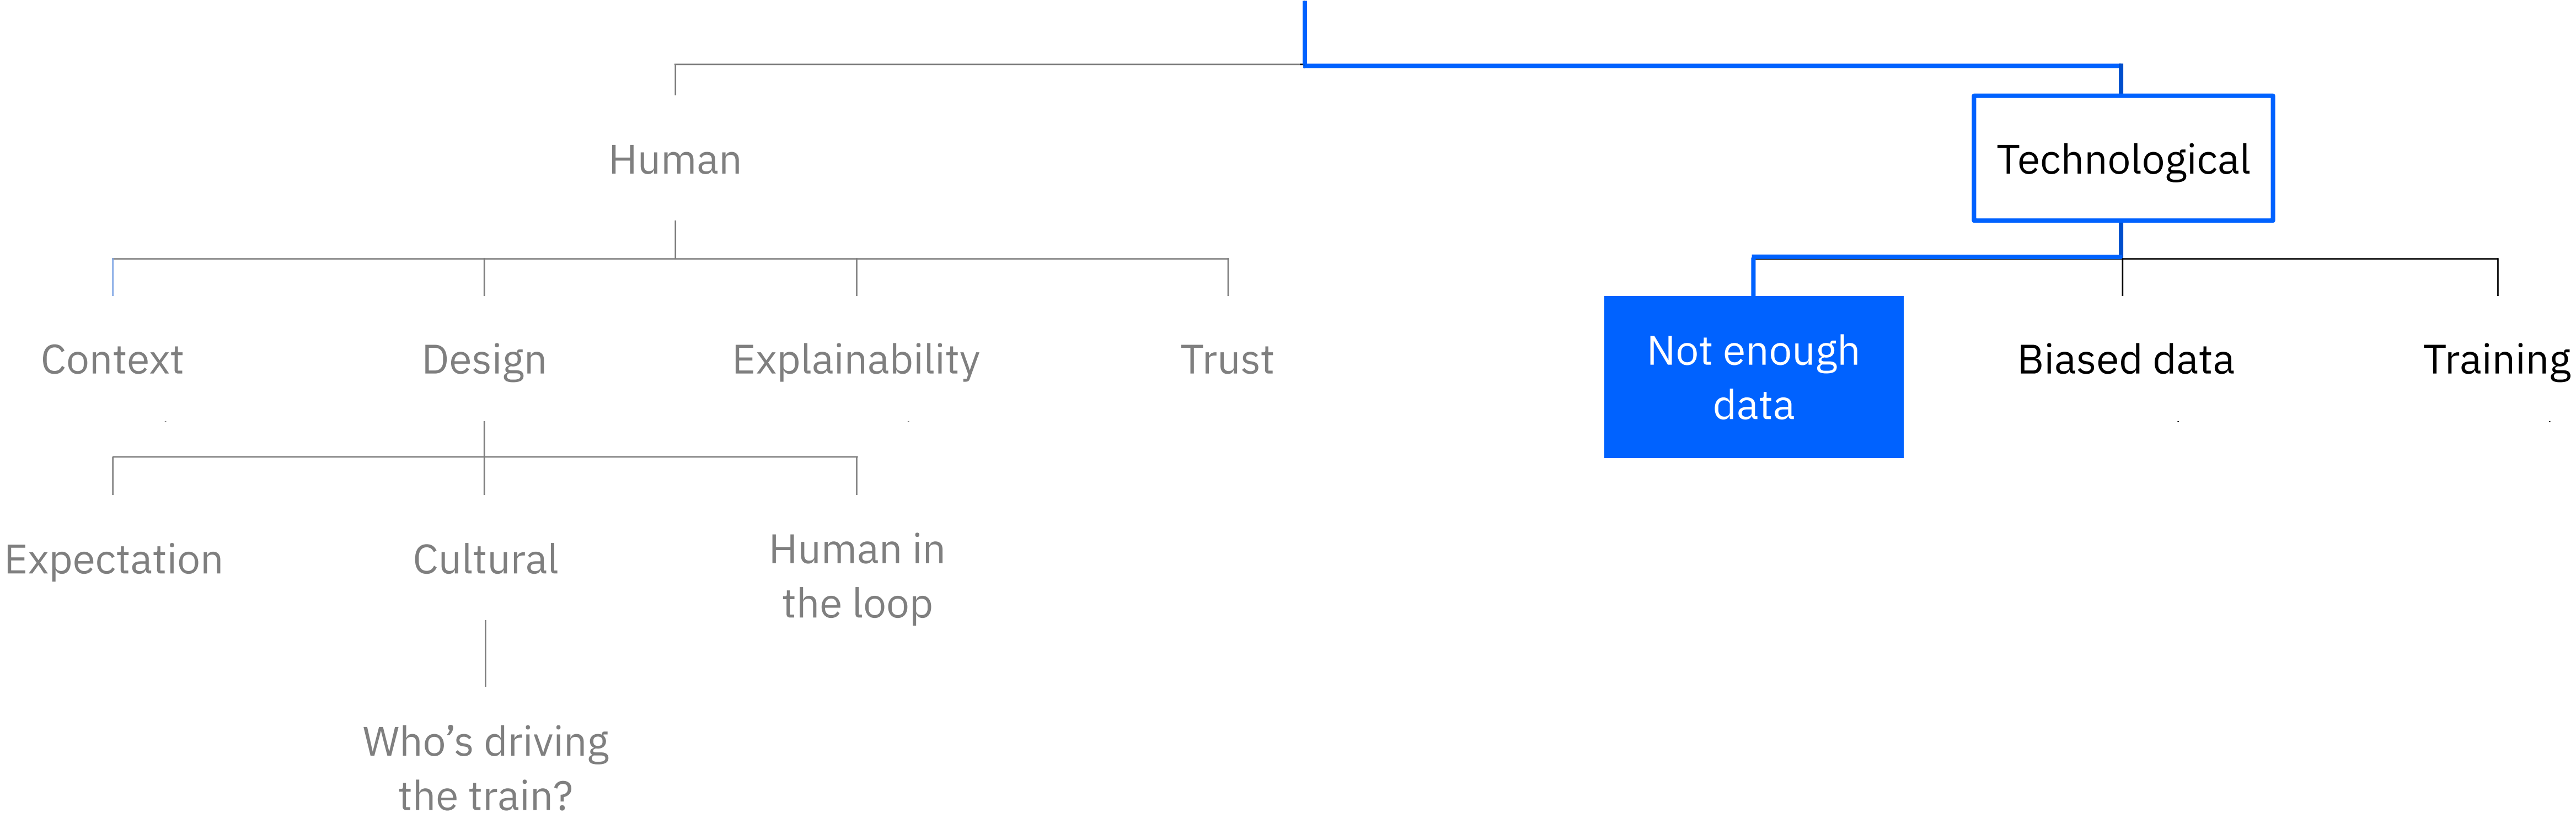 Human
Technological
Context
Design
Explainability
Trust
Not enough
data
Biased data
Training
Expectation
Cultural
Human in
the loop
Who’s driving
the train?